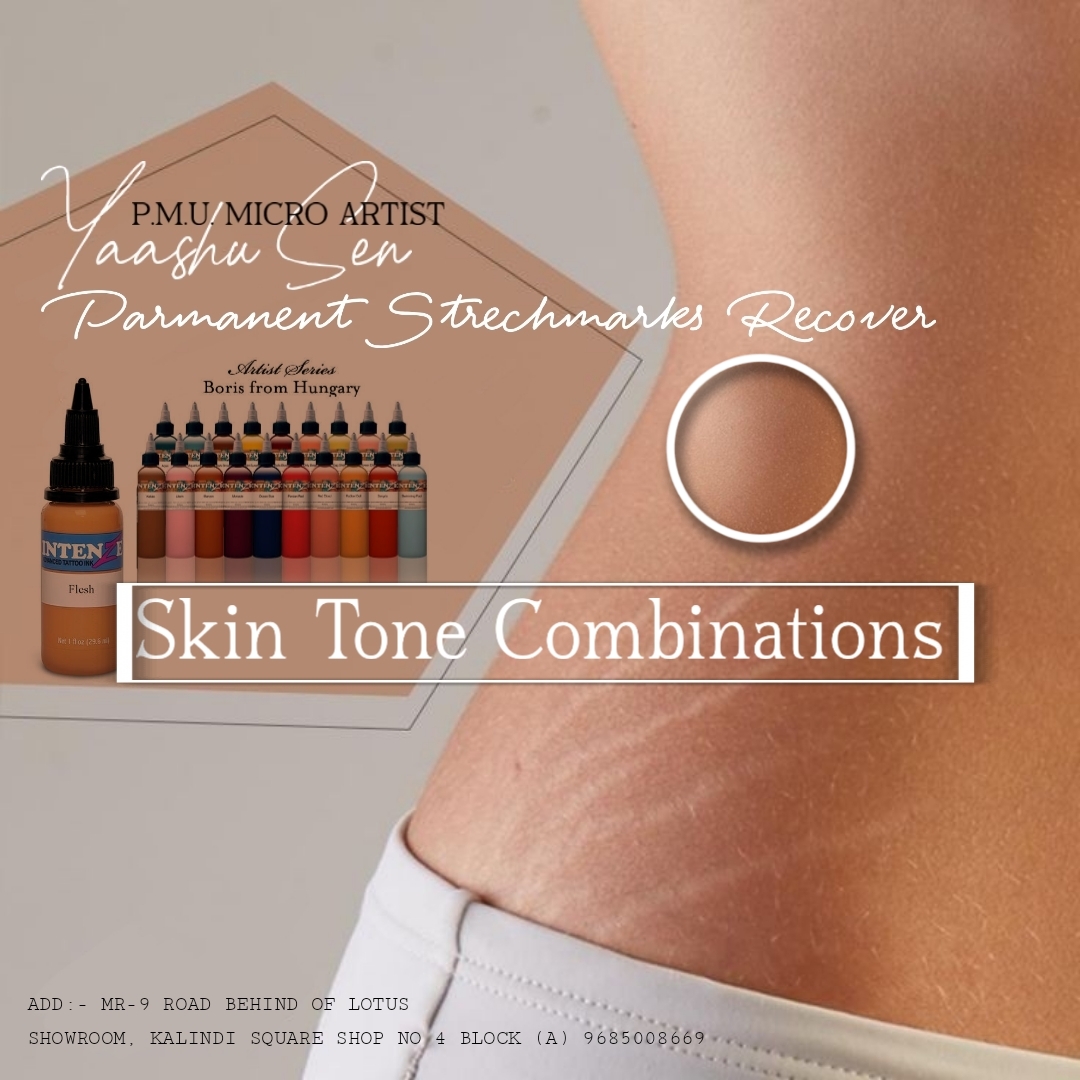 P.M.U. MICRO ARTIST
Yaashu Sen
Parmanent Strechmarks Recover
Artist Series
Boris from Hungary
INTENZE
Flesh
Skin Tone Combinations
ADD:- MR-9 ROAD BEHIND OF LOTUS
SHOWROOM, KALINDI SQUARE SHOP NO 4 BLOCK (A) 9685008669